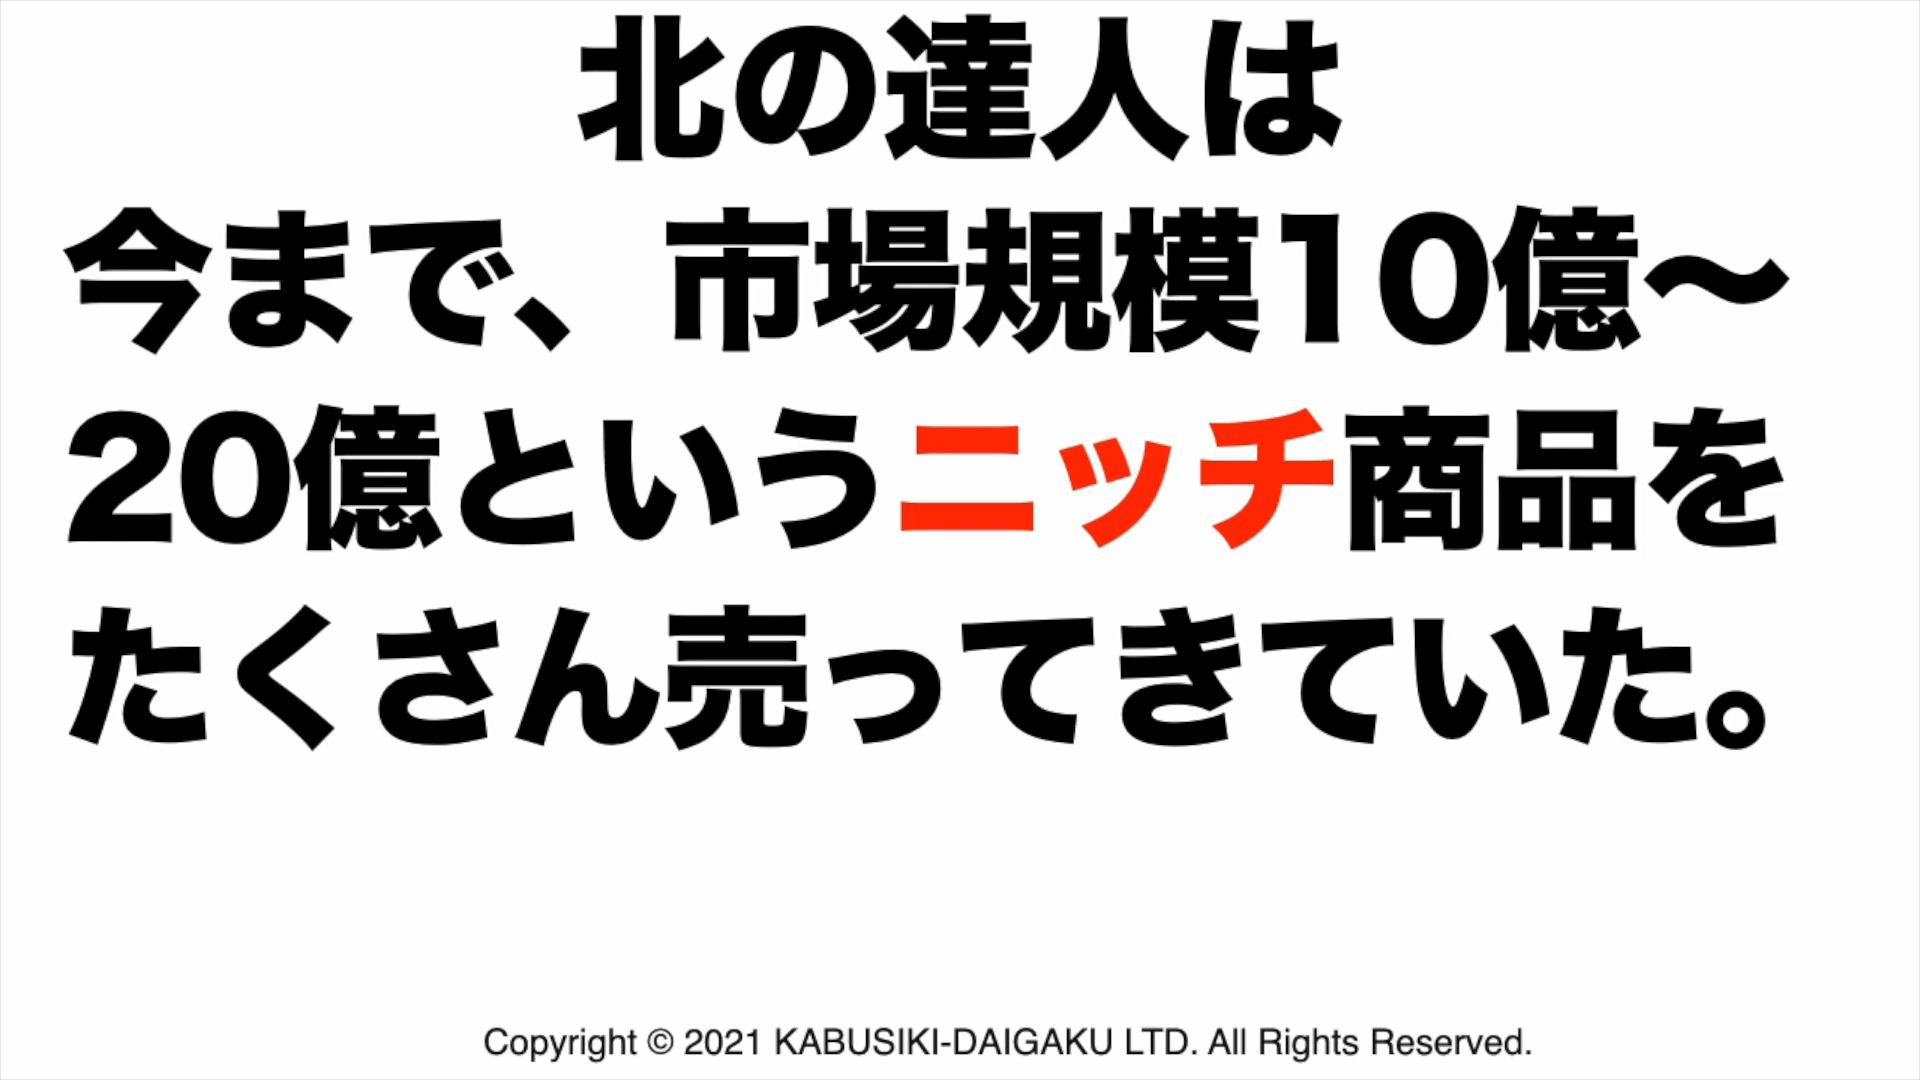 北の達人は
今まで、市場規模10億〜
20億というニッチ商品を
たくさん売ってきていた。
Copyright © 2021 KABUSIKI-DAIGAKU LTD. All Rights Reserved.